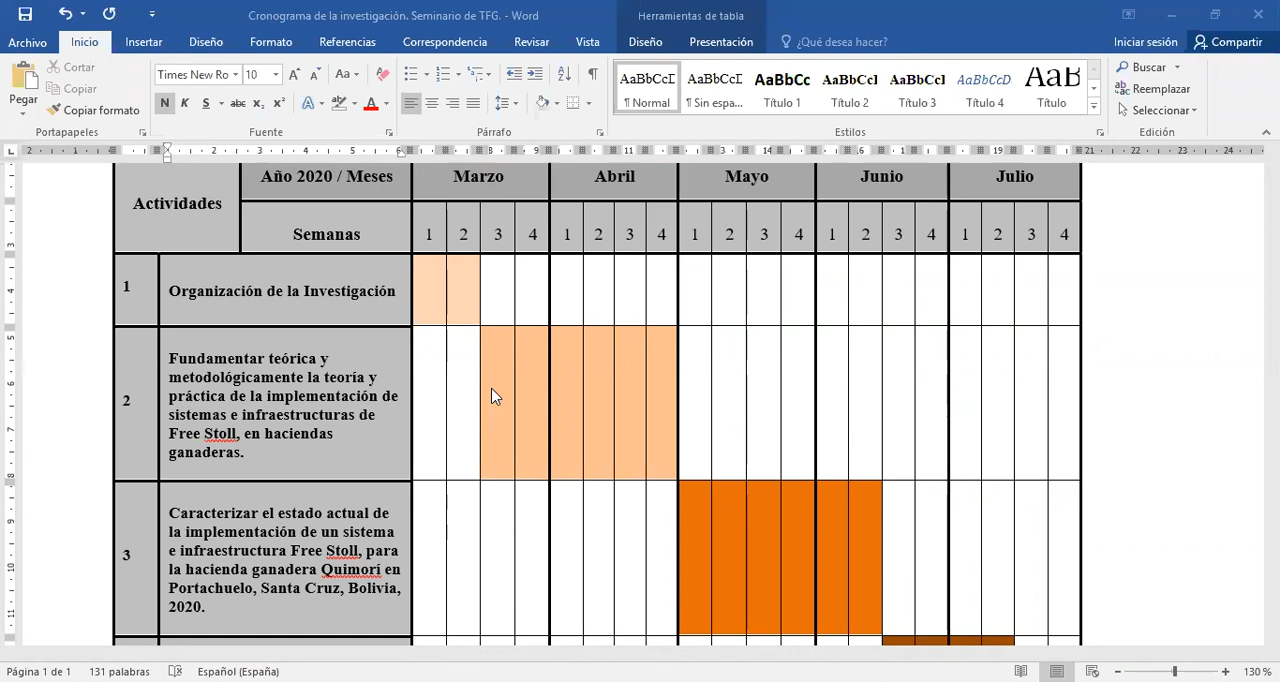 Cronograma de la investigación. Seminario de TFG. - Word
Herramientas de tabla
Archivo Inicio Insertar Diseño Formato Referencias Correspondencia Revisar Vista Diseño Presentación ¿Qué desea hacer? Iniciar sesión Compartir
Pegar
Cortar
Copiar
Copiar formato
Portapapeles
Times New Ro 10 Aa
N K S abc x₂ x² A A
Fuente
Párrafo
AaBbCcI AaBbCcI AaBbCc AaBbCcI AaBbCcI AaBbCcD AaB
¶ Normal ¶ Sin espa... Título 1 Título 2 Título 3 Título 4 Título
Estilos
Buscar
Reemplazar
Seleccionar
Edición
Actividades
Año 2020 / Meses Marzo Abril Mayo Junio Julio
Semanas 1 2 3 4 1 2 3 4 1 2 3 4 1 2 3 4 1 2 3 4
1 Organización de la Investigación
2
Fundamentar teórica y
metodológicamente la teoría y
práctica de la implementación de
sistemas e infraestructuras de
Free Stoll, en haciendas
ganaderas.
3
Caracterizar el estado actual de
la implementación de un sistema
e infraestructura Free Stoll, para
la hacienda ganadera Quimorí en
Portachuelo, Santa Cruz, Bolivia,
2020.
Página 1 de 1 131 palabras Español (España) 130 %